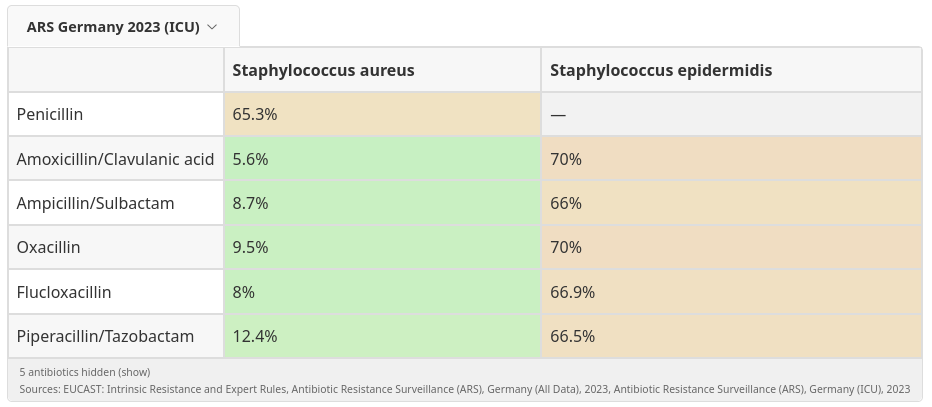 ARS Germany 2023 (ICU)
Staphylococcus aureus Staphylococcus epidermidis
Penicillin 65.3% —
Amoxicillin/Clavulanic acid 5.6% 70%
Ampicillin/Sulbactam 8.7% 66%
Oxacillin 9.5% 70%
Flucloxacillin 8% 66.9%
Piperacillin/Tazobactam 12.4% 66.5%
5 antibiotics hidden (show)
Sources: EUCAST: Intrinsic Resistance and Expert Rules, Antibiotic Resistance Surveillance (ARS), Germany (All Data), 2023, Antibiotic Resistance Surveillance (ARS), Germany (ICU), 2023